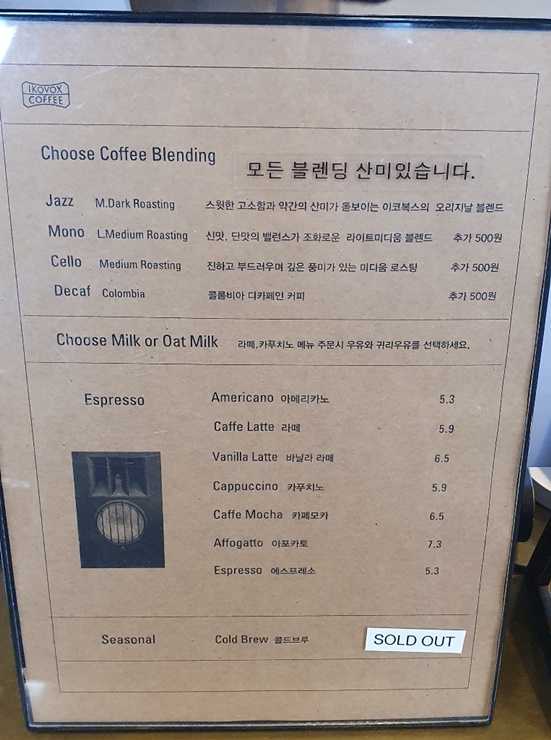 IKOVOX
COFFEE
Choose Coffee Blending 모든 블렌딩 산미있습니다.
Jazz M.Dark Roasting 스윗한 고소함과 약간의 산미가 돋보이는 이코복스의 오리지날 블렌드
Mono L.Medium Roasting 신맛, 단맛의 밸런스가 조화로운 라이트미디움 블렌드 추가 500원
Cello Medium Roasting 진하고 부드러우며 깊은 풍미가 있는 미디움 로스팅 추가 500원
Decaf Colombia 콜롬비아 디카페인 커피 추가 500원
Choose Milk or Oat Milk 라떼,카푸치노 메뉴 주문시 우유와 귀리우유를 선택하세요.
Espresso Americano 아메리카노 5.3
Caffe Latte 라떼 5.9
Vanilla Latte 바닐라 라떼 6.5
Cappuccino 카푸치노 5.9
Caffe Mocha 카페모카 6.5
Affogatto 아포카토 7.3
Espresso 에스프레소 5.3
Seasonal Cold Brew 콜드브루 SOLD OUT